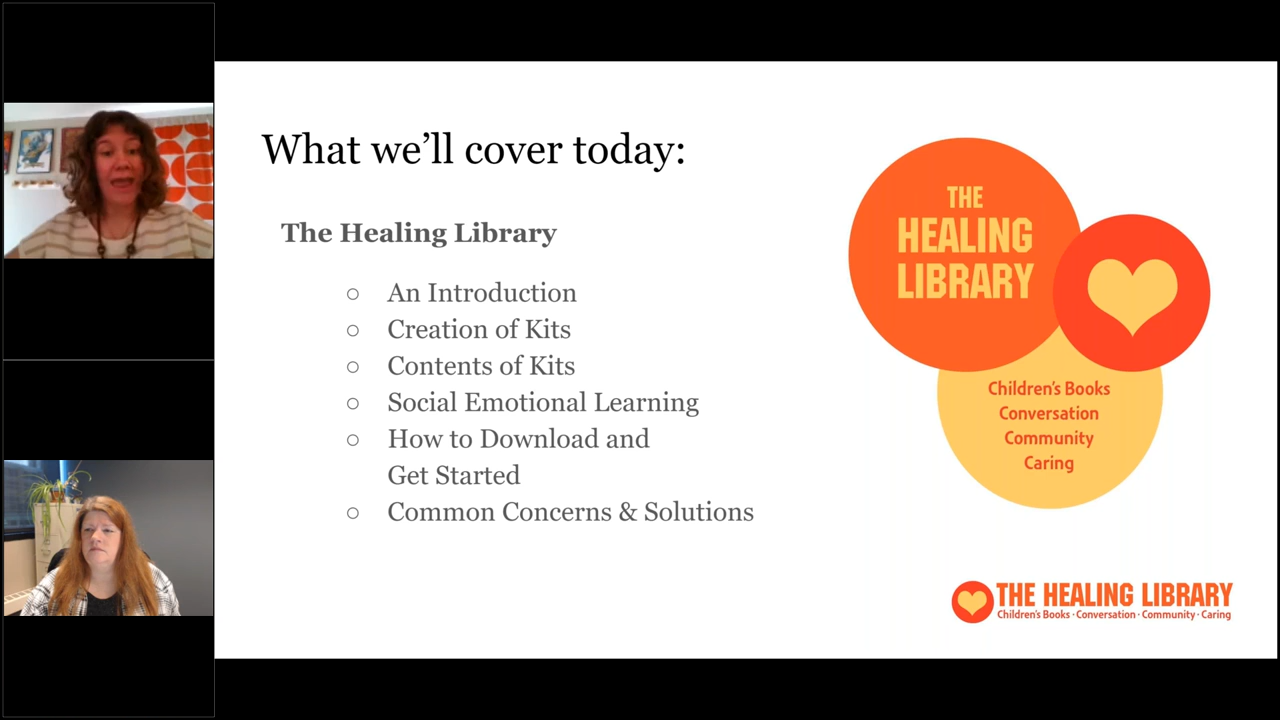 What we’ll cover today:
The Healing Library
○ An Introduction
○ Creation of Kits
○ Contents of Kits
○ Social Emotional Learning
○ How to Download and
Get Started
○ Common Concerns & Solutions
THE
HEALING
LIBRARY
Children's Books
Conversation
Community
Caring
THE HEALING LIBRARY
Children's Books · Conversation · Community · Caring